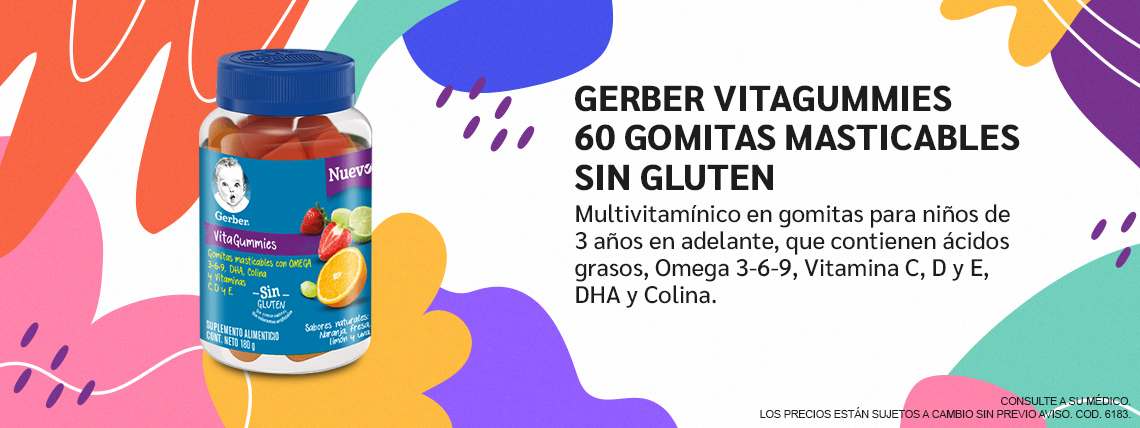 GERBER VITAGUMMIES
60 GOMITAS MASTICABLES
SIN GLUTEN
Multivitamínico en gomitas para niños de
3 años en adelante, que contienen ácidos
grasos, Omega 3-6-9, Vitamina C, D y E,
DHA y Colina.
Nuevo
Gerber
VitaGummies
Gomitas masticables con OMEGA
3-6-9, DHA, Colina
y Vitaminas
C, D y E
Sin
GLUTEN
SUPLEMENTO ALIMENTICIO
CONT. NETO 180 g
Sabores naturales:
Naranja, fresa,
limón y uva
CONSULTE A SU MÉDICO.
LOS PRECIOS ESTÁN SUJETOS A CAMBIO SIN PREVIO AVISO. COD. 6183.